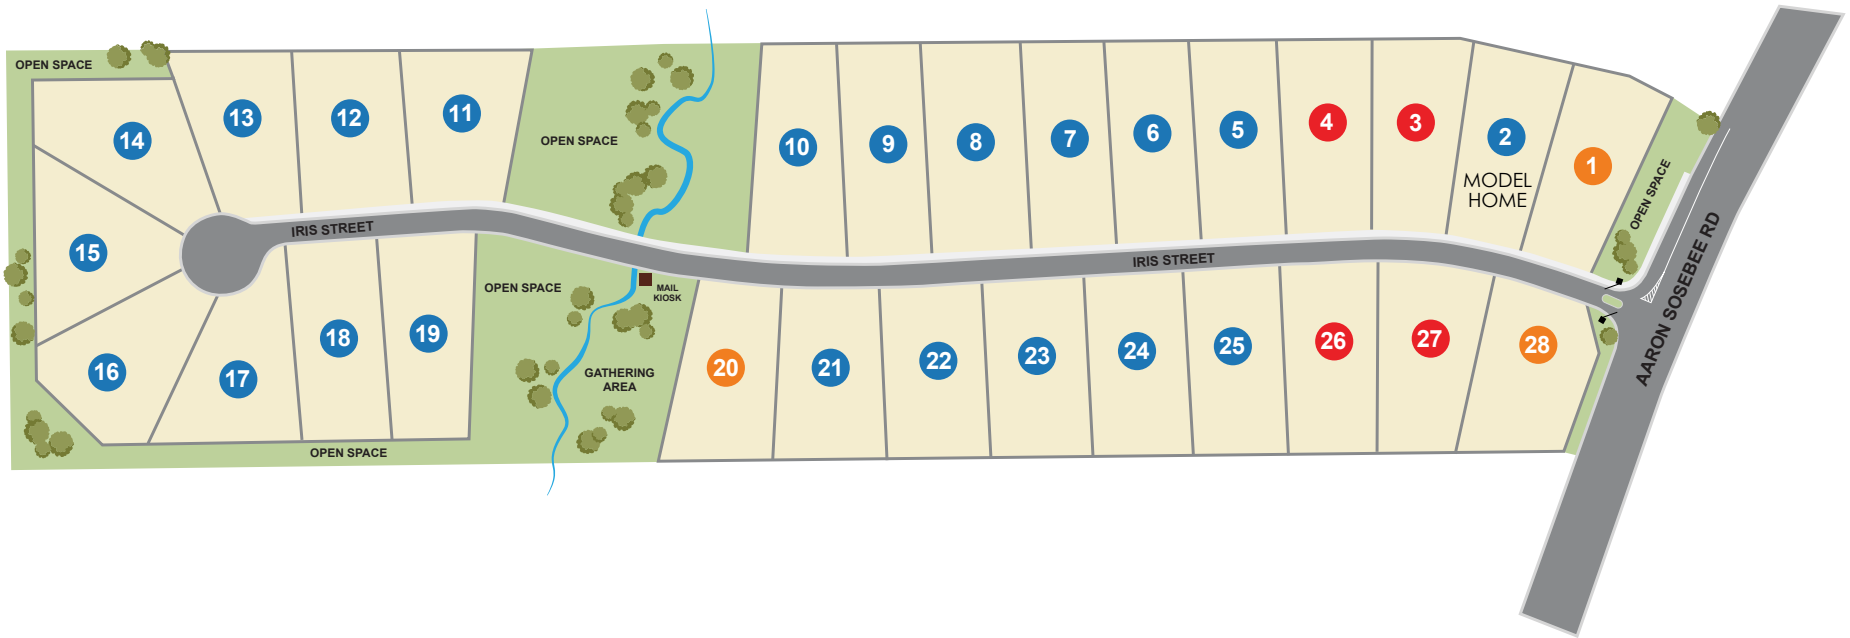 OPEN SPACE
14
13
12
11
OPEN SPACE
10
9
8
7
6
5
4
3
2
MODEL
HOME
1
OPEN SPACE
IRIS STREET
IRIS STREET
AARON SOSEBEE RD
15
16
17
18
19
OPEN SPACE
MAIL
KIOSK
GATHERING
AREA
20
21
22
23
24
25
26
27
28
OPEN SPACE